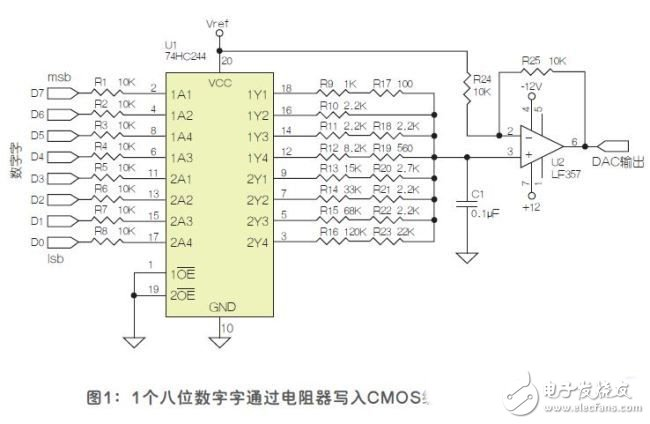 Vref
U1
74HC244
20
VCC
msb
D7 R1 10K 2 1A1 1Y1 18 R9 1K R17 100
D6 R2 10K 4 1A2 1Y2 16 R10 2.2K
D5 R3 10K 8 1A4 1Y3 14 R11 2.2K R18 2.2K
D4 R4 10K 6 1A3 1Y4 12 R12 8.2K R19 560
D3 R5 10K 11 2A1 2Y1 9 R13 15K R20 2.7K
D2 R6 10K 13 2A2 2Y2 7 R14 33K R21 2.2K
D1 R7 10K 15 2A3 2Y3 5 R15 68K R22 2.2K
D0 R8 10K 17 2A4 2Y4 3 R16 120K R23 22K
lsb
数字字
1 1OE
19 2OE
GND
10
R24
10K
R25 10K
-12V
4 5
2 −
3 +
6
U2
LF357
7 1
+12
DAC输出
C1
0.1μF
图1：1个八位数字字通过电阻器写入CMOS
电子发烧友
www.elecfans.com